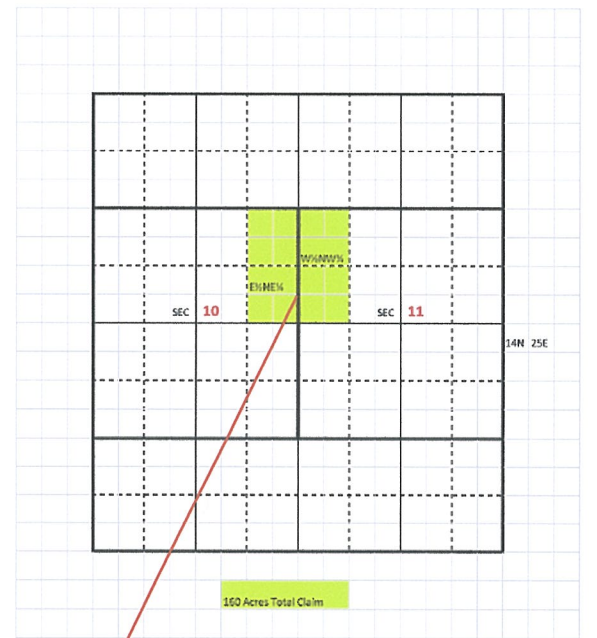 W½NW¼
E½NE¼
SEC 10
SEC 11
14N 25E
160 Acres Total Claim